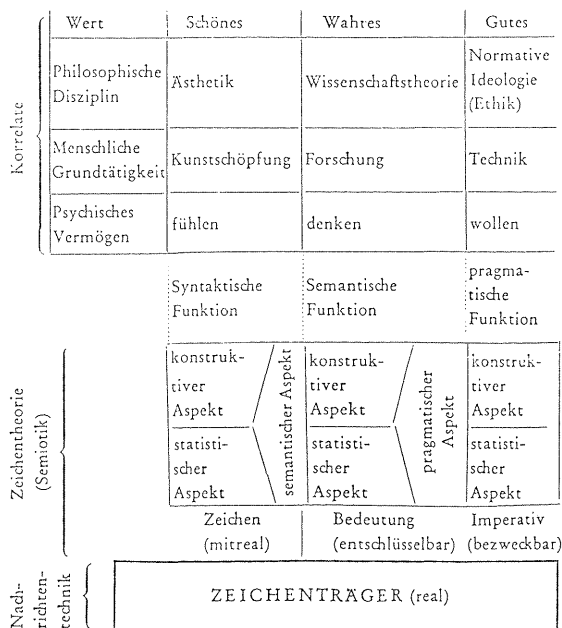 Wert Schönes Wahres Gutes
Korrelate
Philosophische
Disziplin
Ästhetik
Wissenschaftstheorie
Normative
Ideologie
(Ethik)
Menschliche
Grundtätigkeit
Kunstschöpfung
Forschung
Technik
Psychisches
Vermögen
fühlen
denken
wollen
Syntaktische
Funktion
Semantische
Funktion
pragma-
tische
Funktion
Zeichentheorie
(Semiotik)
konstruk-
tiver
Aspekt
statisti-
scher
Aspekt
semantischer Aspekt
konstruk-
tiver
Aspekt
statisti-
scher
Aspekt
pragmatischer
Aspekt
konstruk-
tiver
Aspekt
statisti-
scher
Aspekt
Zeichen
(mitreal)
Bedeutung
(entschlüsselbar)
Imperativ
(bezweckbar)
Nach-
richten-
technik
ZEICHENTRÄGER (real)